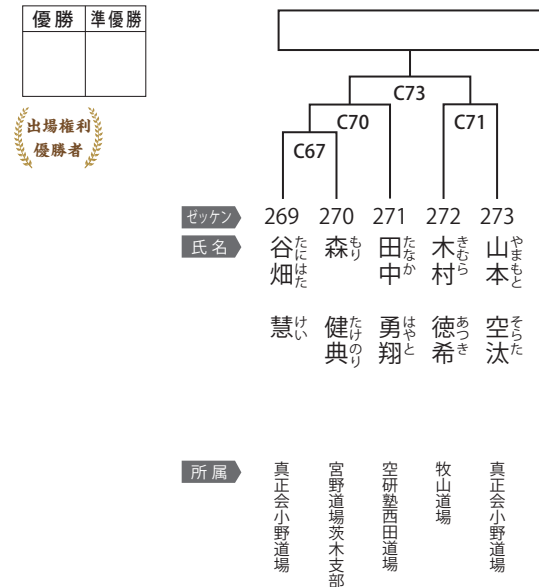 優勝 準優勝
出場権利
優勝者
C73
C70 C71
C67
ゼッケン 269 270 271 272 273
氏名
谷畑 慧
たにはた けい
森 健典
もり たけのり
田中 勇翔
たなか はやと
木村 徳希
きむら あつき
山本 空汰
やまもと そらた
所属
真正会小野道場
宮野道場茨木支部
空研塾西田道場
牧山道場
真正会小野道場